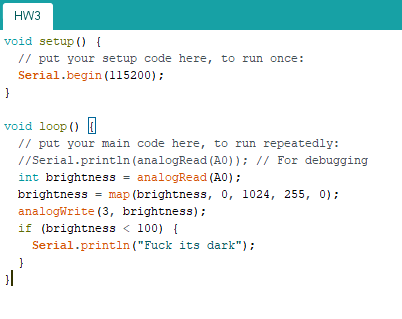 HW3
void setup() {
  // put your setup code here, to run once:
  Serial.begin(115200);
}

void loop() {
  // put your main code here, to run repeatedly:
  //Serial.println(analogRead(A0)); // For debugging
  int brightness = analogRead(A0);
  brightness = map(brightness, 0, 1024, 255, 0);
  analogWrite(3, brightness);
  if (brightness < 100) {
    Serial.println("Fuck its dark");
  }
}